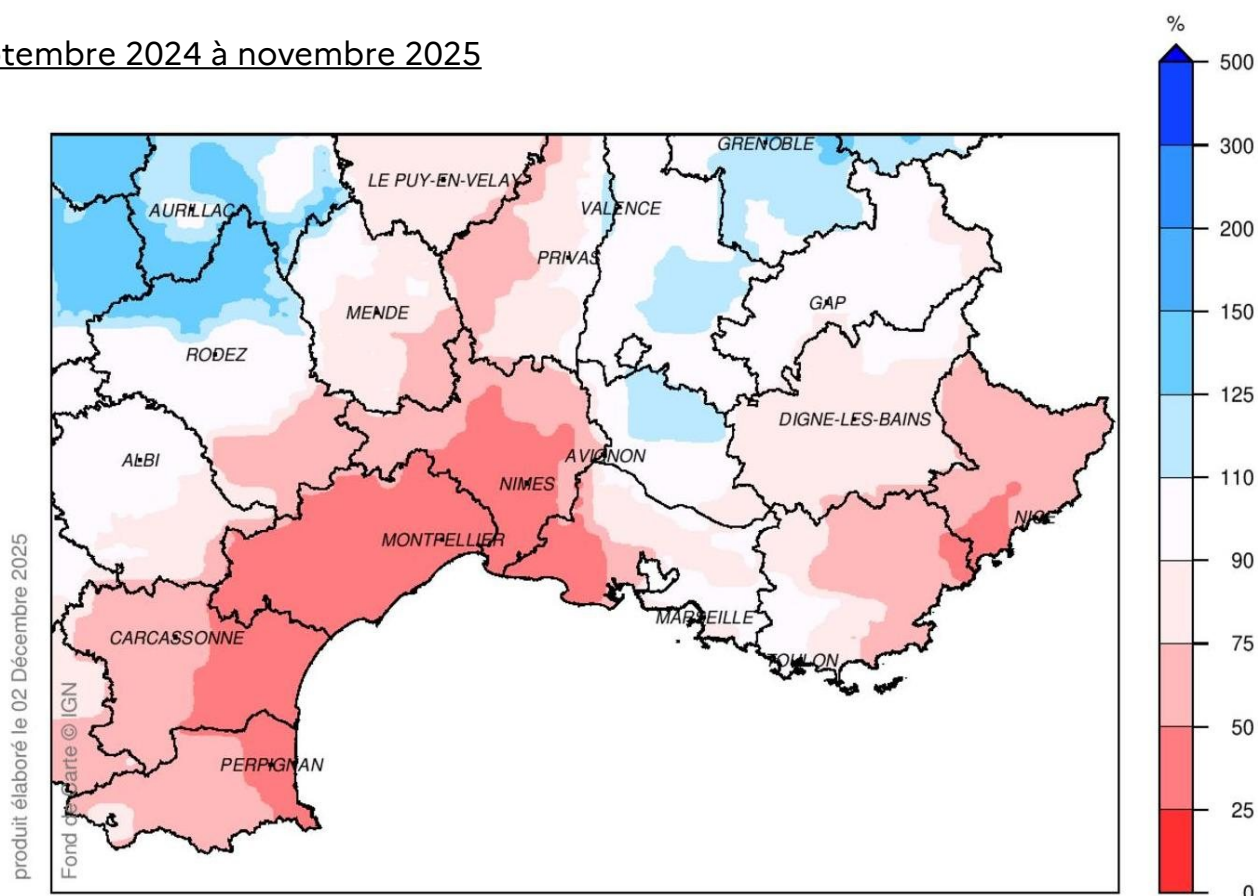 %
tembre 2024 à novembre 2025
500
300
200
150
125
110
90
75
50
25
0
GRENOBLE
LE PUY-EN-VELAY
AURILLAC
VALENCE
PRIVAS
MENDE
GAP
RODEZ
DIGNE-LES-BAINS
ALBI
AVIGNON
NIMES
NICE
MONTPELLIER
MARSEILLE
CARCASSONNE
TOULON
PERPIGNAN
produit élaboré le 02 Décembre 2025
Fond de Carte © IGN